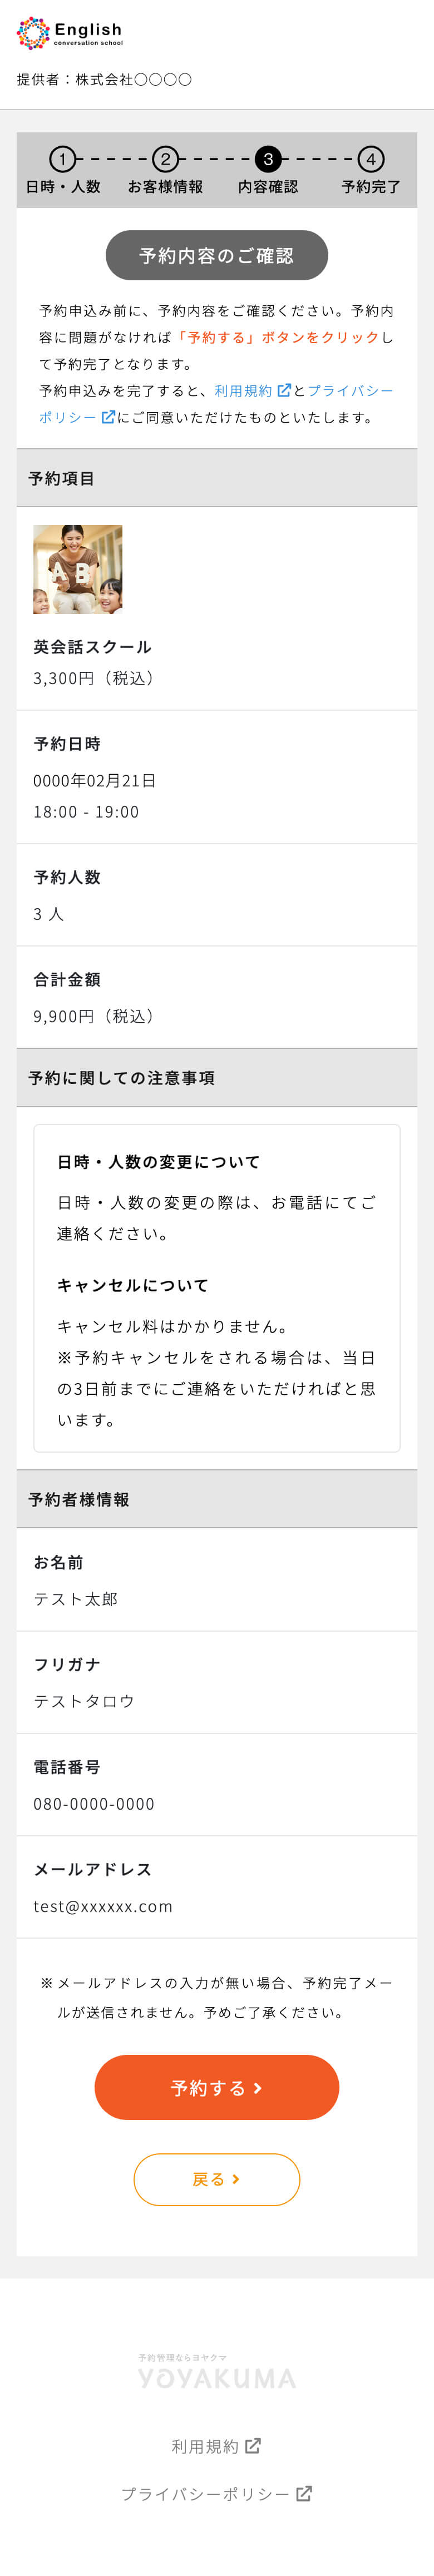 English
conversation school
提供者：株式会社〇〇〇〇
1 2 3 4
日時・人数 お客様情報 内容確認 予約完了
予約内容のご確認
予約申込み前に、予約内容をご確認ください。予約内
容に問題がなければ「予約する」ボタンをクリックし
て予約完了となります。
予約申込みを完了すると、利用規約 とプライバシー
ポリシー にご同意いただけたものといたします。
予約項目
A B
英会話スクール
3,300円（税込）
予約日時
0000年02月21日
18:00 - 19:00
予約人数
3 人
合計金額
9,900円（税込）
予約に関しての注意事項
日時・人数の変更について
日時・人数の変更の際は、お電話にてご
連絡ください。
キャンセルについて
キャンセル料はかかりません。
※予約キャンセルをされる場合は、当日
の3日前までにご連絡をいただければと思
います。
予約者様情報
お名前
テスト太郎
フリガナ
テストタロウ
電話番号
080-0000-0000
メールアドレス
test@xxxxxx.com
※ メールアドレスの入力が無い場合、予約完了メー
ルが送信されません。予めご了承ください。
予約する
戻る
予約管理ならヨヤクマ
YOYAKUMA
利用規約
プライバシーポリシー